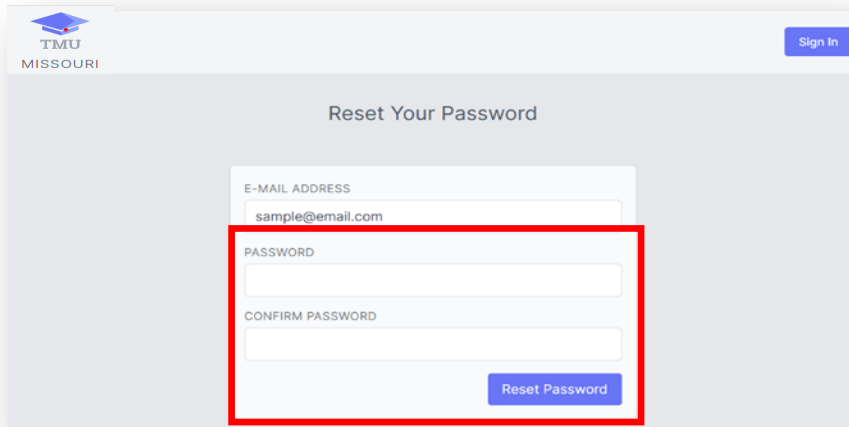 TMU
MISSOURI
Sign In
Reset Your Password
E-MAIL ADDRESS
sample@email.com
PASSWORD
CONFIRM PASSWORD
Reset Password